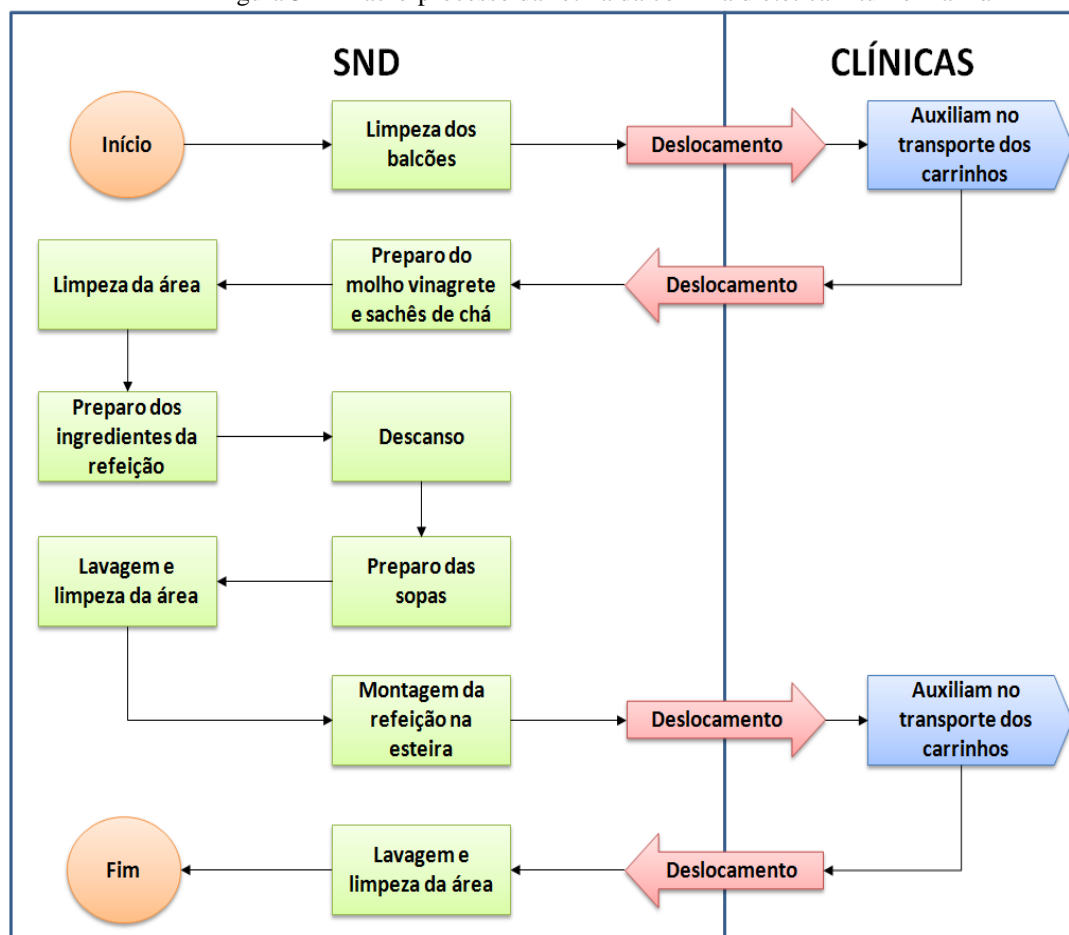 SND
CLÍNICAS
Início
Limpeza dos
balcões
Deslocamento
Auxiliam no
transporte dos
carrinhos
Limpeza da área
Preparo do
molho vinagrete
e sachês de chá
Deslocamento
Preparo dos
ingredientes da
refeição
Descanso
Lavagem e
limpeza da área
Preparo das
sopas
Montagem da
refeição na
esteira
Deslocamento
Auxiliam no
transporte dos
carrinhos
Fim
Lavagem e
limpeza da área
Deslocamento